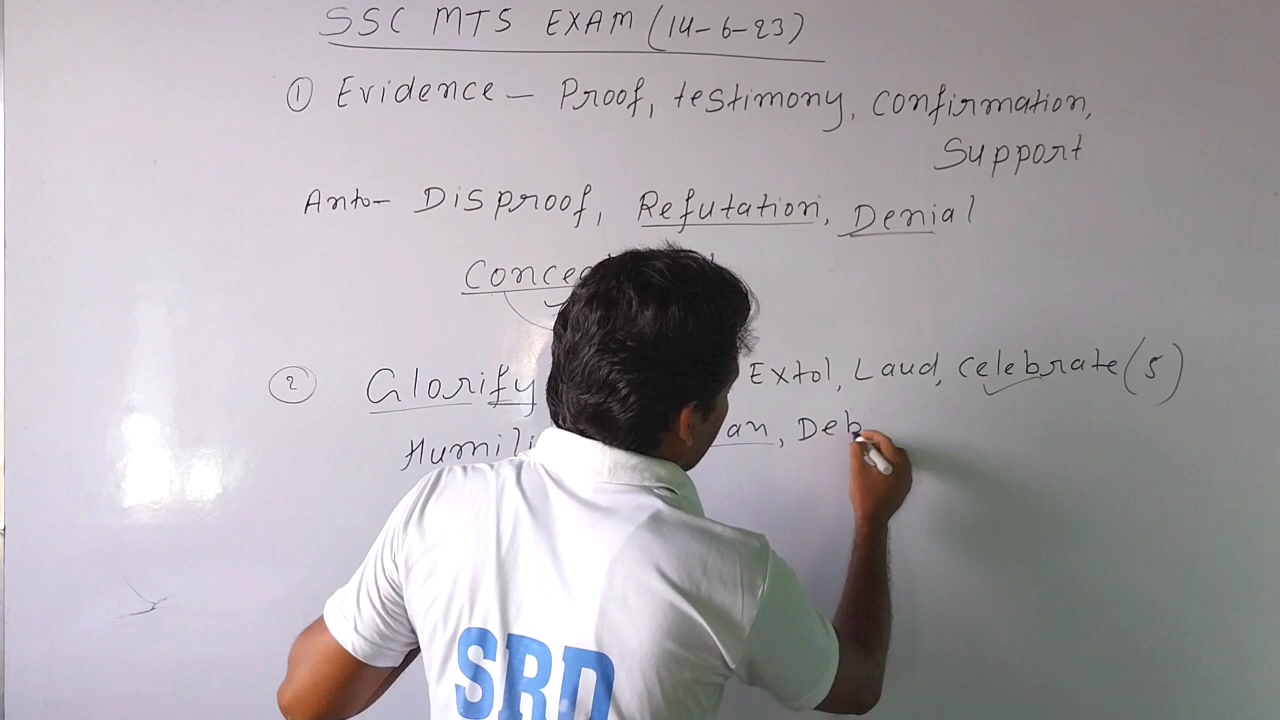 SSC MTS EXAM (14-6-23)
① Evidence - Proof, testimony, confirmation,
Support
Anto- Disproof, Refutation, Denial
② Glorify Extol, Laud, celebrate (5)
Deb
SRD